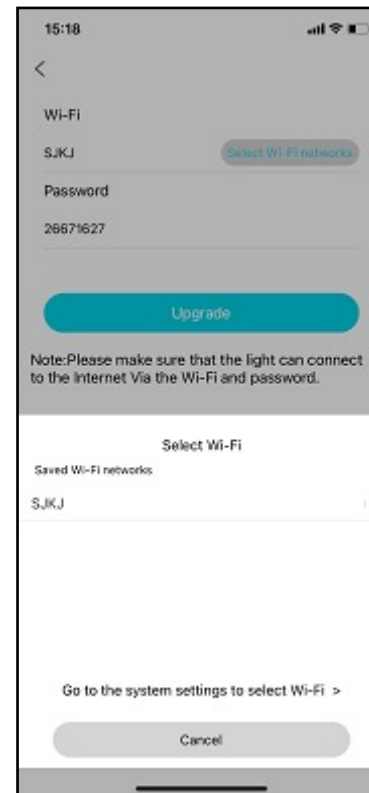 15:18
<
Wi-Fi
SJKJ Select Wi-Fi networks
Password
26671627
Upgrade
Note:Please make sure that the light can connect
to the Internet Via the Wi-Fi and password.
Select Wi-Fi
Saved Wi-Fi networks
SJKJ
Go to the system settings to select Wi-Fi >
Cancel